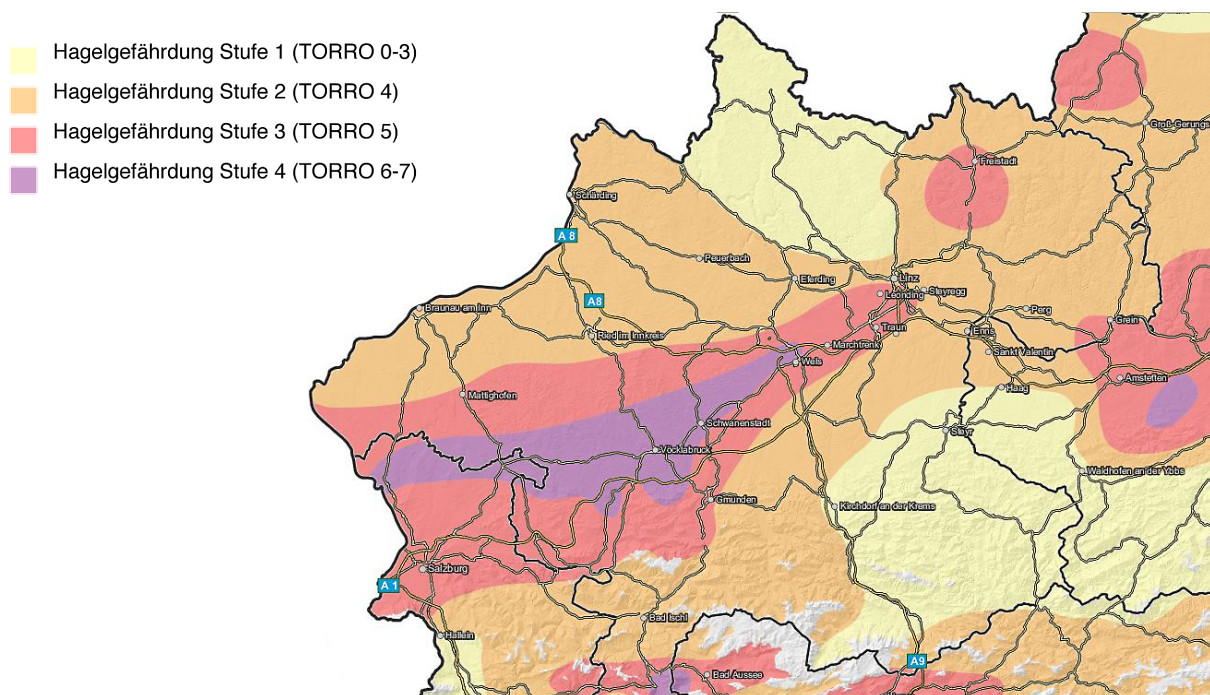 Hagelgefährdung Stufe 1 (TORRO 0-3)
Hagelgefährdung Stufe 2 (TORRO 4)
Hagelgefährdung Stufe 3 (TORRO 5)
Hagelgefährdung Stufe 4 (TORRO 6-7)
Groß-Gerungs
Freistadt
Schärding
A 8
Peuerbach
Eferding
Linz
Steyregg
Leonding
A8
Braunau am Inn
Perg
Grein
Ried im Innkreis
Traun
Enns
Marchtrenk
Sankt Valentin
Wels
Amstetten
Haag
Mattighofen
Schwanenstadt
Steyr
Vöcklabruck
Waidhofen an der Ybbs
Gmunden
Kirchdorf an der Krems
Salzburg
A 1
Bad Ischl
Hallein
A9
Bad Aussee